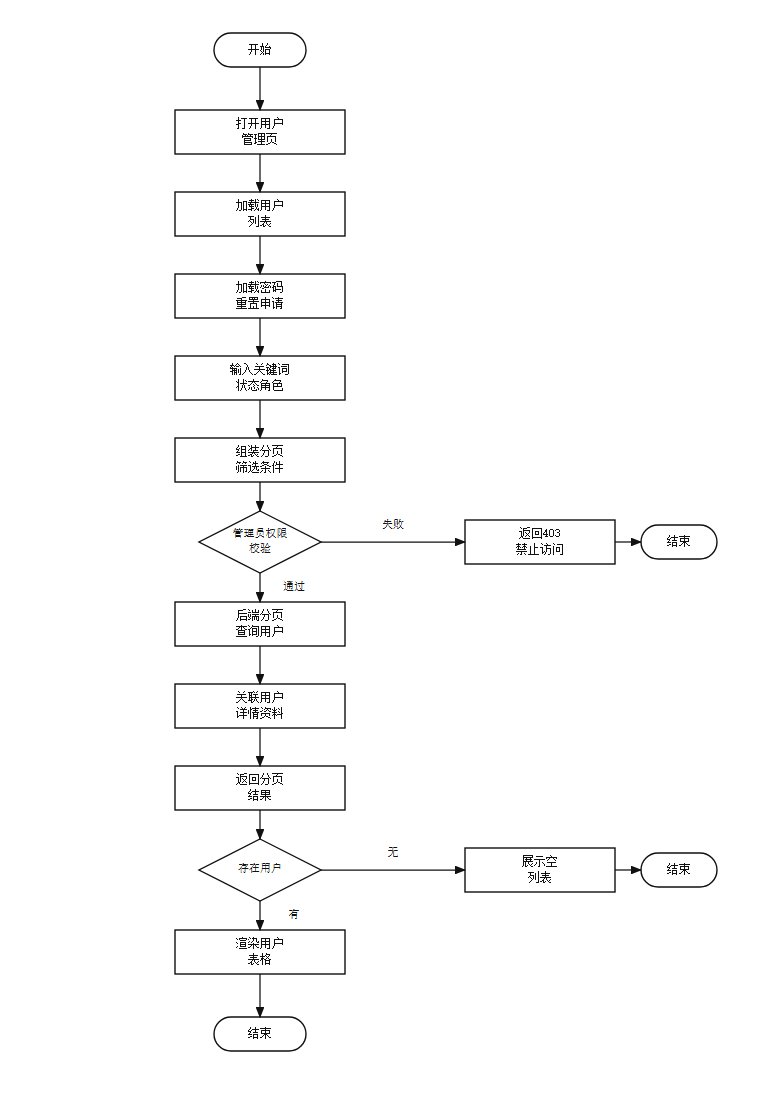 开始
打开用户
管理页
加载用户
列表
加载密码
重置申请
输入关键词
状态角色
组装分页
筛选条件
管理员权限
校验
失败
返回403
禁止访问
结束
通过
后端分页
查询用户
关联用户
详情资料
返回分页
结果
存在用户
无
展示空
列表
结束
有
渲染用户
表格
结束